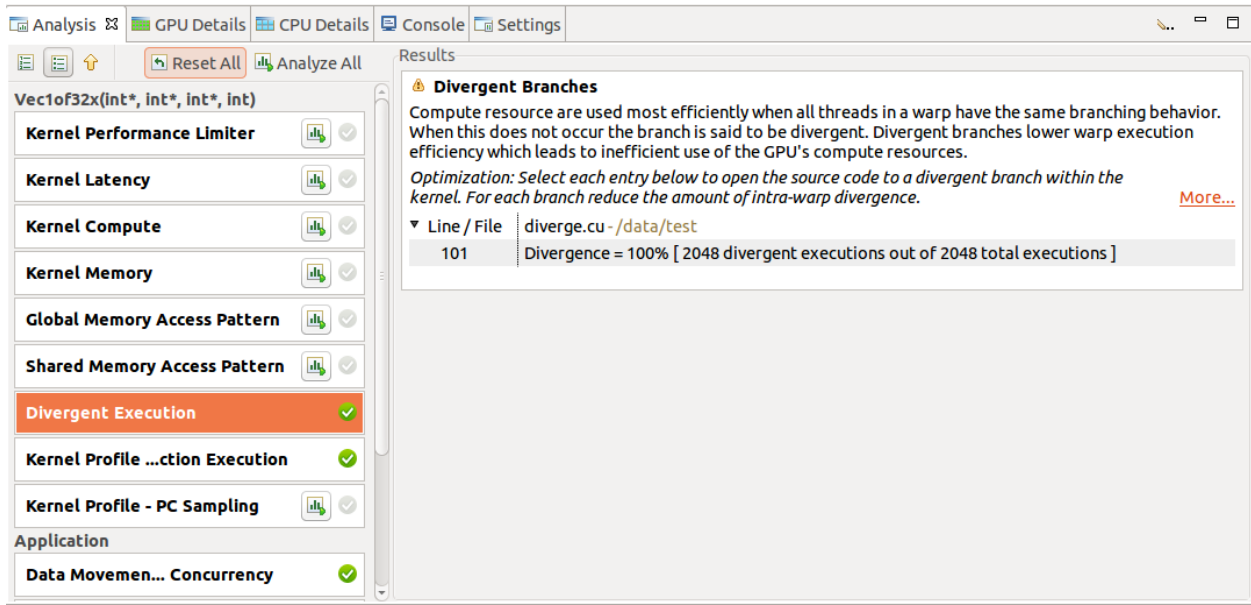 Analysis GPU Details CPU Details Console Settings
Reset All Analyze All
Vec1of32x(int*, int*, int*, int)
Kernel Performance Limiter
Kernel Latency
Kernel Compute
Kernel Memory
Global Memory Access Pattern
Shared Memory Access Pattern
Divergent Execution
Kernel Profile ...ction Execution
Kernel Profile - PC Sampling
Application
Data Movemen... Concurrency
Results
Divergent Branches
Compute resource are used most efficiently when all threads in a warp have the same branching behavior.
When this does not occur the branch is said to be divergent. Divergent branches lower warp execution
efficiency which leads to inefficient use of the GPU's compute resources.
Optimization: Select each entry below to open the source code to a divergent branch within the
kernel. For each branch reduce the amount of intra-warp divergence. More...
Line / File diverge.cu - /data/test
101 Divergence = 100% [ 2048 divergent executions out of 2048 total executions ]